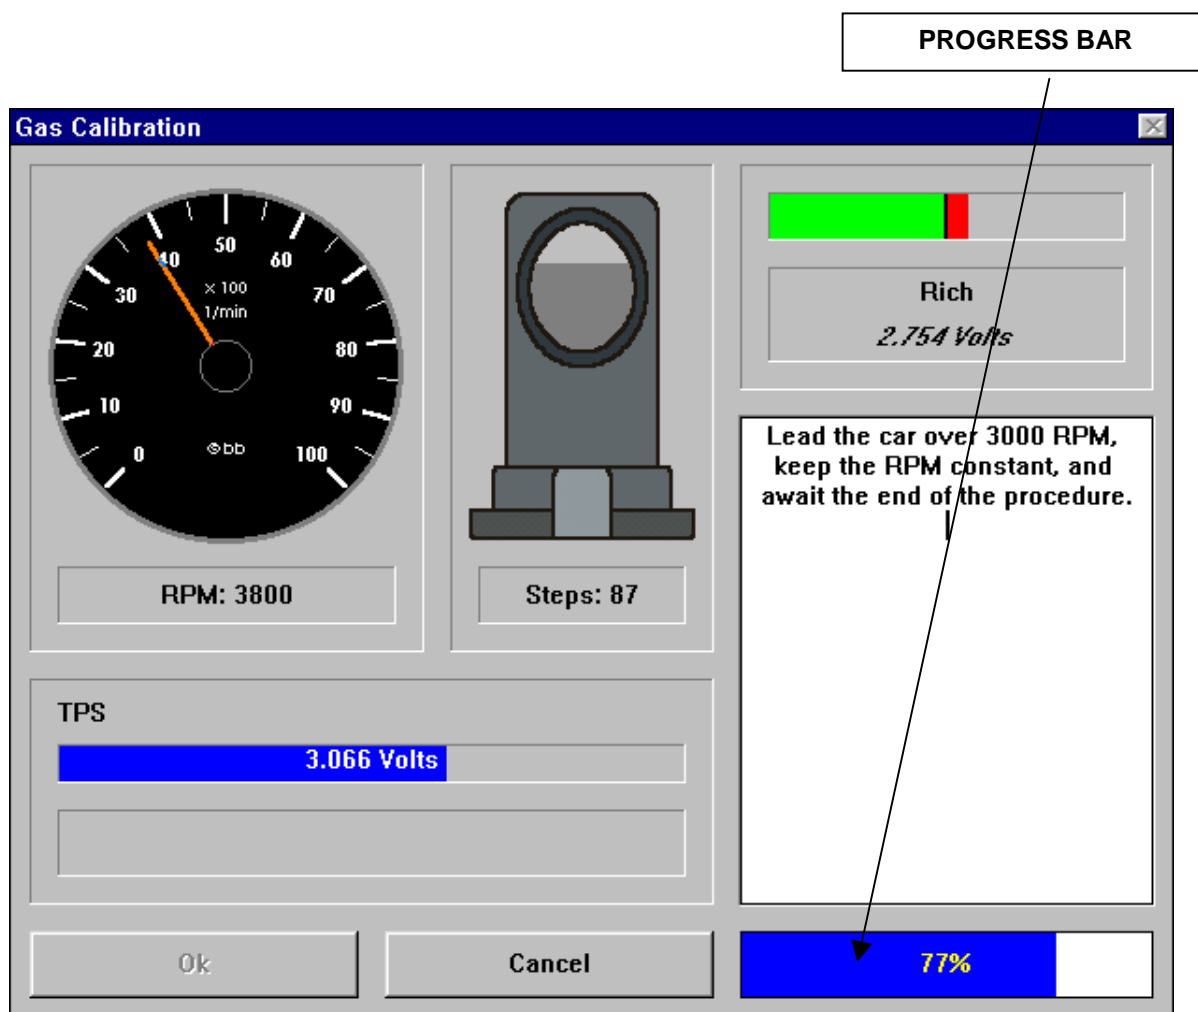 PROGRESS BAR
Gas Calibration
0
10
20
30
40
50
60
70
80
90
100
× 100
1/min
©bb
RPM: 3800
Steps: 87
Rich
2.754 Volts
Lead the car over 3000 RPM,
keep the RPM constant, and
await the end of the procedure.
TPS
3.066 Volts
Ok
Cancel
77%